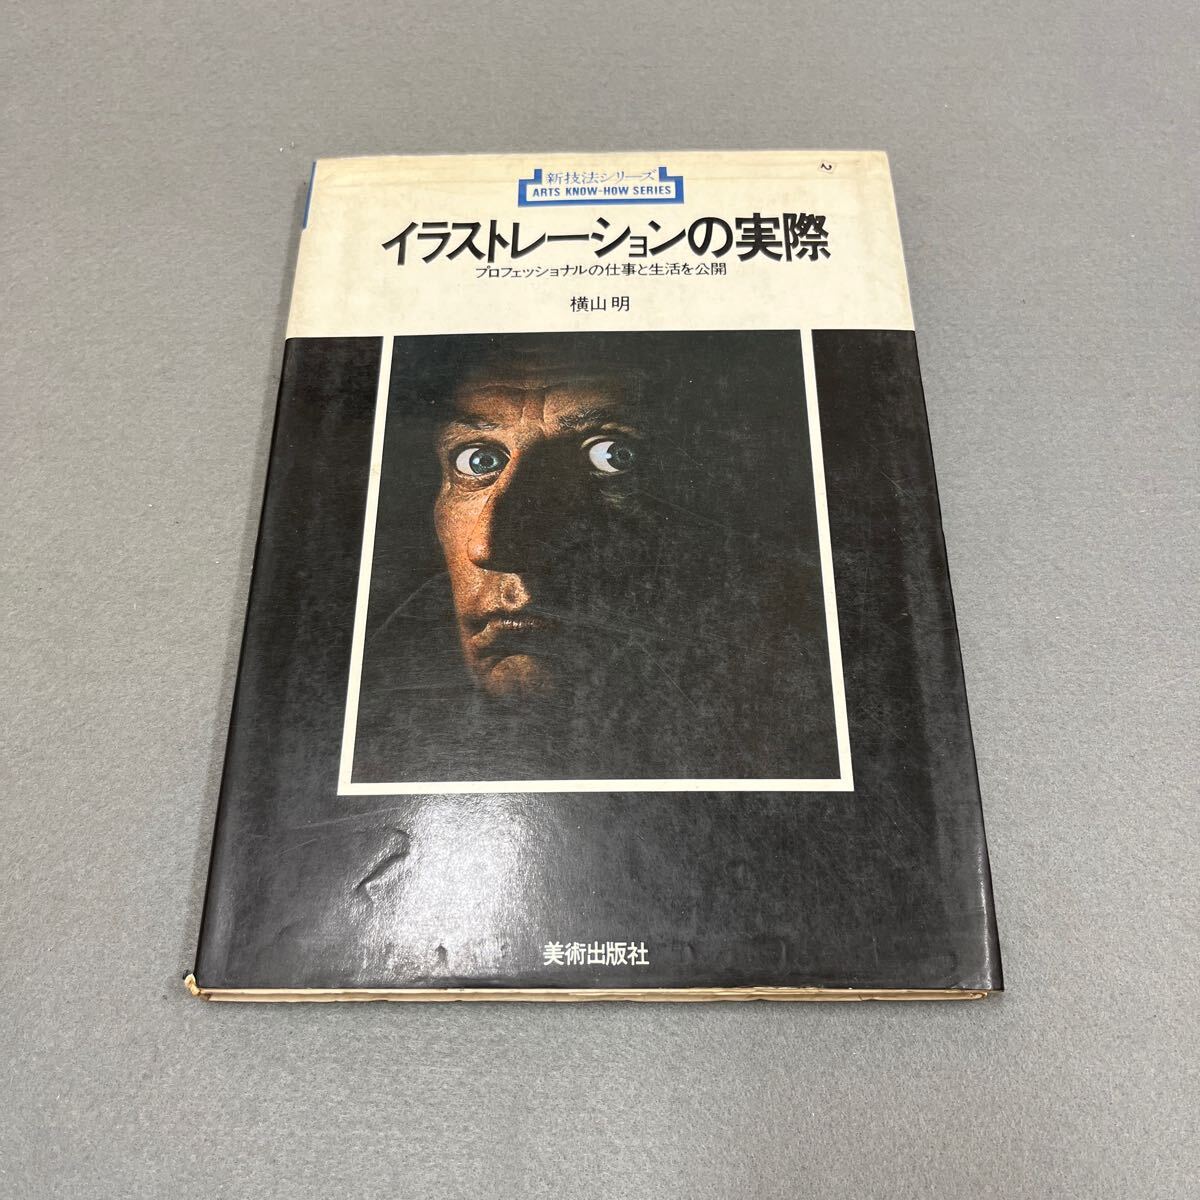 新技法シリーズ
ARTS KNOW-HOW SERIES
2
イラストレーションの実際
プロフェッショナルの仕事と生活を公開
横山 明
美術出版社